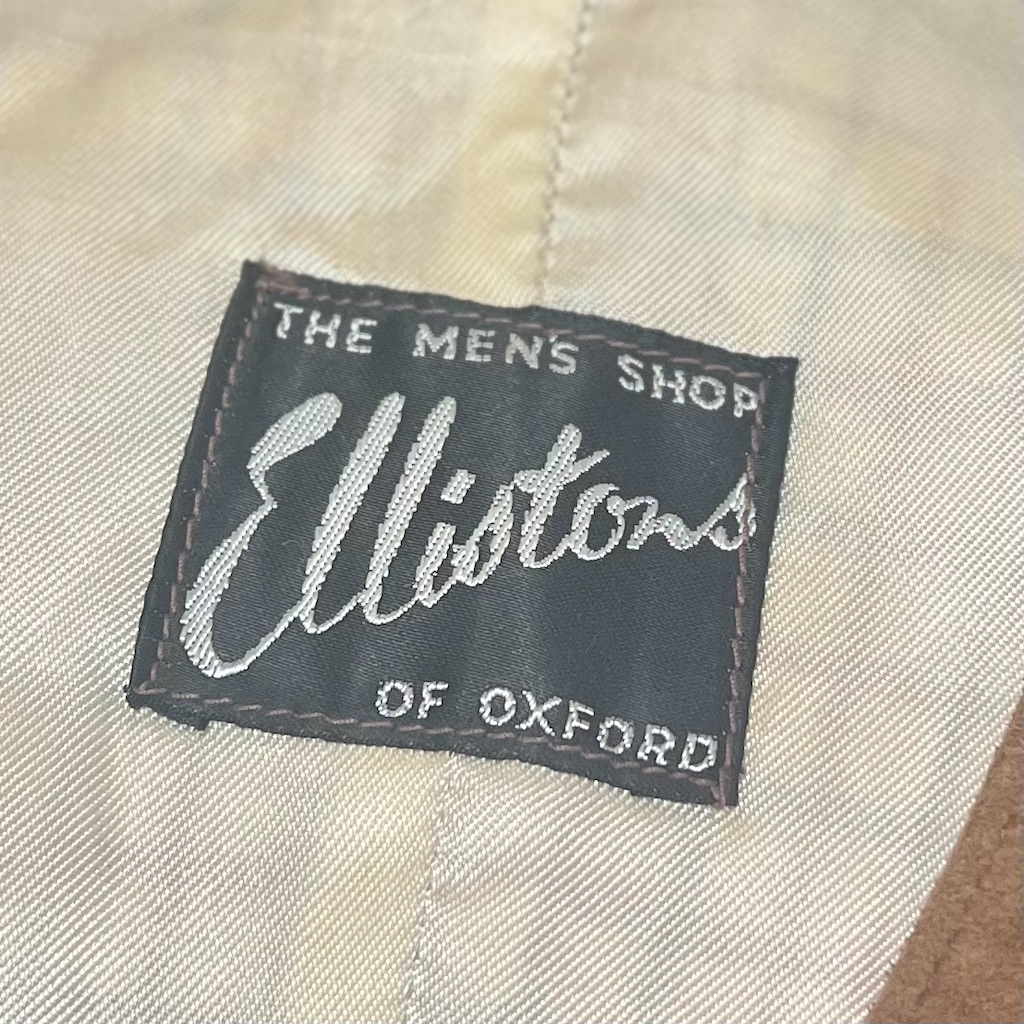 THE MEN'S SHOP
Ellistons
OF OXFORD